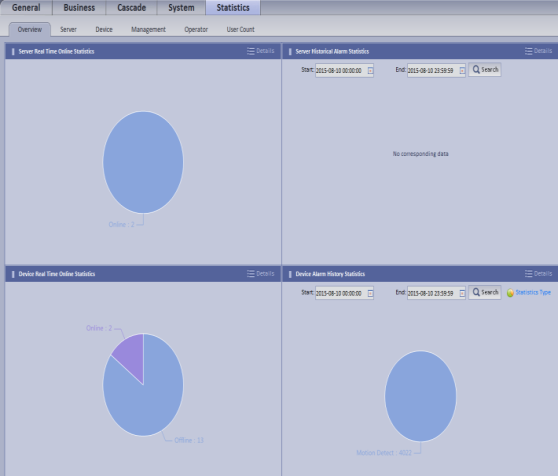 General Business Cascade System Statistics
Overview Server Device Management Operator User Count
Server Real Time Online Statistics Details
Online : 2
Server Historical Alarm Statistics Details
Start: 2015-08-10 00:00:00 End: 2015-08-10 23:59:59 Search
No corresponding data
Device Real Time Online Statistics Details
Online : 2
Offline :
Device Alarm History Statistics Details
Start: 2015-08-10 00:00:00 End: 2015-08-10 23:59:59 Search Statistics Type
Motion Detect :